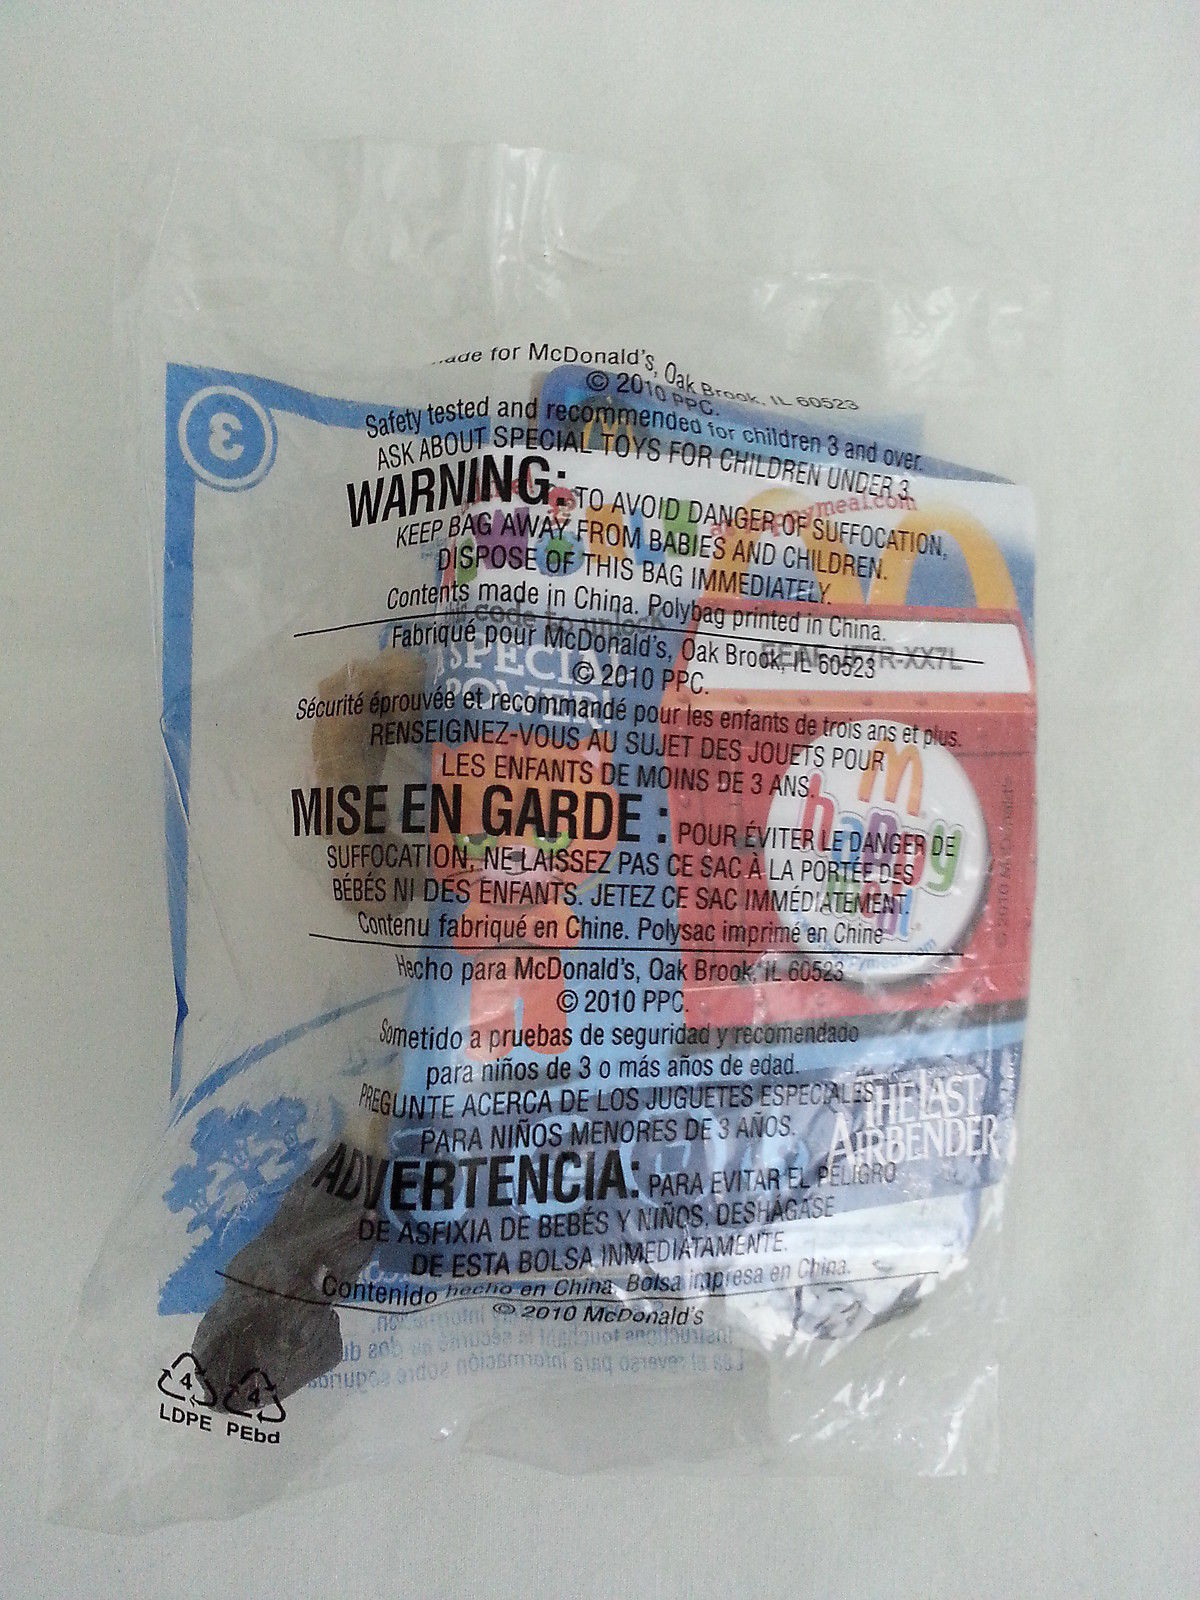 ade for McDonald's, Oak Brook, IL 60523
© 2010 PPC.
Safety tested and recommended for children 3 and over.
ASK ABOUT SPECIAL TOYS FOR CHILDREN UNDER 3.
WARNING: TO AVOID DANGER OF SUFFOCATION,
KEEP BAG AWAY FROM BABIES AND CHILDREN.
DISPOSE OF THIS BAG IMMEDIATELY.
Contents made in China. Polybag printed in China.
Fabriqué pour McDonald's, Oak Brook, IL 60523
© 2010 PPC.
Sécurité éprouvée et recommandé pour les enfants de trois ans et plus.
RENSEIGNEZ-VOUS AU SUJET DES JOUETS POUR
LES ENFANTS DE MOINS DE 3 ANS.
MISE EN GARDE : POUR ÉVITER LE DANGER DE
SUFFOCATION, NE LAISSEZ PAS CE SAC À LA PORTÉE DES
BÉBÉS NI DES ENFANTS. JETEZ CE SAC IMMÉDIATEMENT.
Contenu fabriqué en Chine. Polysac imprimé en Chine
Hecho para McDonald's, Oak Brook, IL 60523
© 2010 PPC.
Sometido a pruebas de seguridad y recomendado
para niños de 3 o más años de edad.
PREGUNTE ACERCA DE LOS JUGUETES ESPECIALES
PARA NIÑOS MENORES DE 3 AÑOS.
ADVERTENCIA: PARA EVITAR EL PELIGRO
DE ASFIXIA DE BEBÉS Y NIÑOS, DESHÁGASE
DE ESTA BOLSA INMEDIATAMENTE.
Contenido hecho en China. Bolsa impresa en China.
© 2010 McDonald's
3
code to unlock
happy meal
© 2010 McDonald's
THE LAST
AIRBENDER
4 4
LDPE PEbd